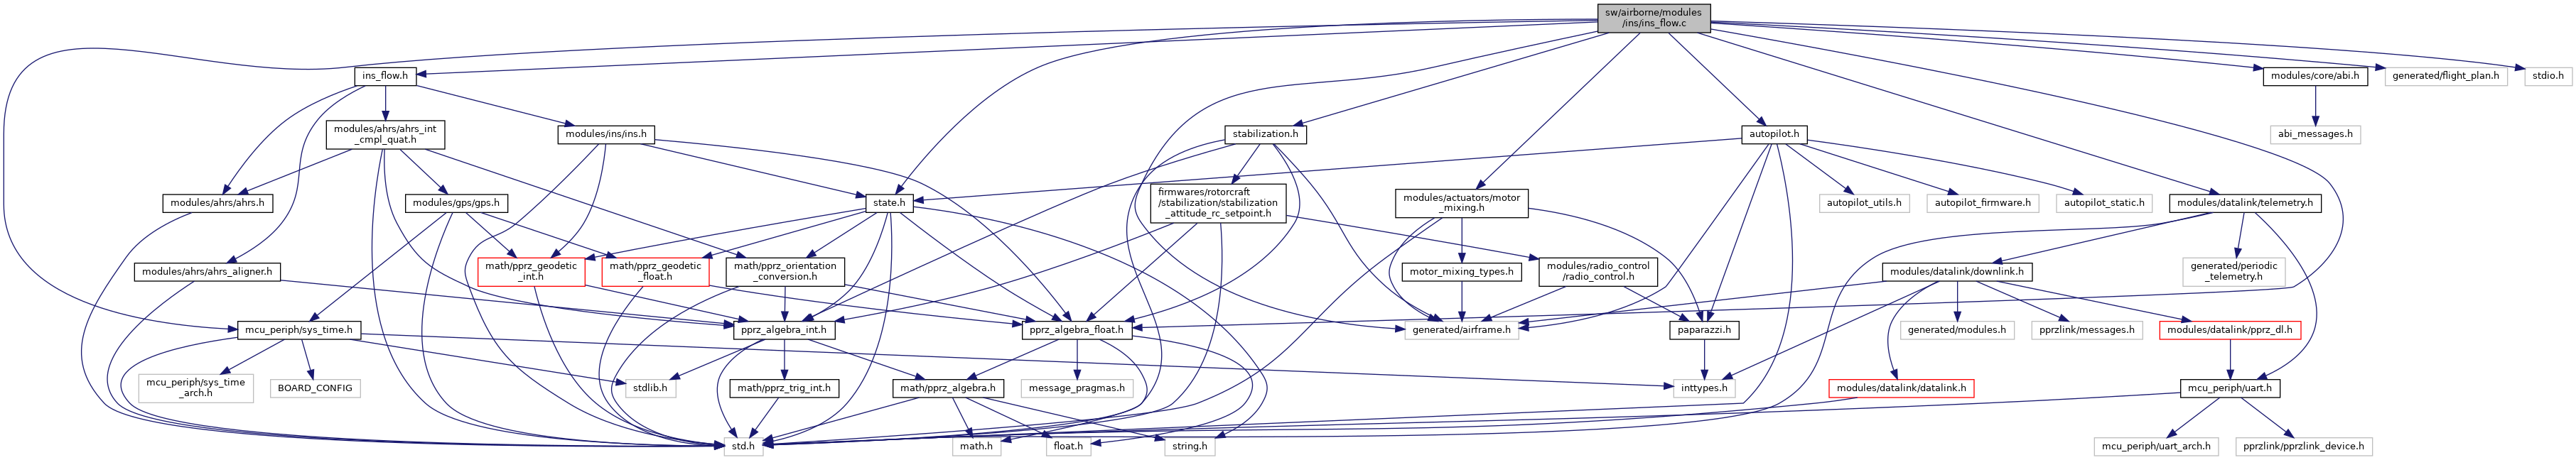 sw/airborne/modules
/ins/ins_flow.c
ins_flow.h
modules/core/abi.h
generated/flight_plan.h
stdio.h
modules/ahrs/ahrs_int
_cmpl_quat.h
modules/ins/ins.h
stabilization.h
autopilot.h
abi_messages.h
modules/ahrs/ahrs.h
modules/gps/gps.h
state.h
firmwares/rotorcraft
/stabilization/stabilization
_attitude_rc_setpoint.h
modules/actuators/motor
_mixing.h
autopilot_utils.h
autopilot_firmware.h
autopilot_static.h
modules/datalink/telemetry.h
modules/ahrs/ahrs_aligner.h
math/pprz_geodetic
_int.h
math/pprz_geodetic
_float.h
math/pprz_orientation
_conversion.h
motor_mixing_types.h
modules/radio_control
/radio_control.h
modules/datalink/downlink.h
generated/periodic
_telemetry.h
mcu_periph/sys_time.h
pprz_algebra_int.h
pprz_algebra_float.h
generated/airframe.h
paparazzi.h
generated/modules.h
pprzlink/messages.h
modules/datalink/pprz_dl.h
mcu_periph/sys_time
_arch.h
BOARD_CONFIG
stdlib.h
math/pprz_trig_int.h
math/pprz_algebra.h
message_pragmas.h
inttypes.h
modules/datalink/datalink.h
mcu_periph/uart.h
std.h
math.h
float.h
string.h
mcu_periph/uart_arch.h
pprzlink/pprzlink_device.h